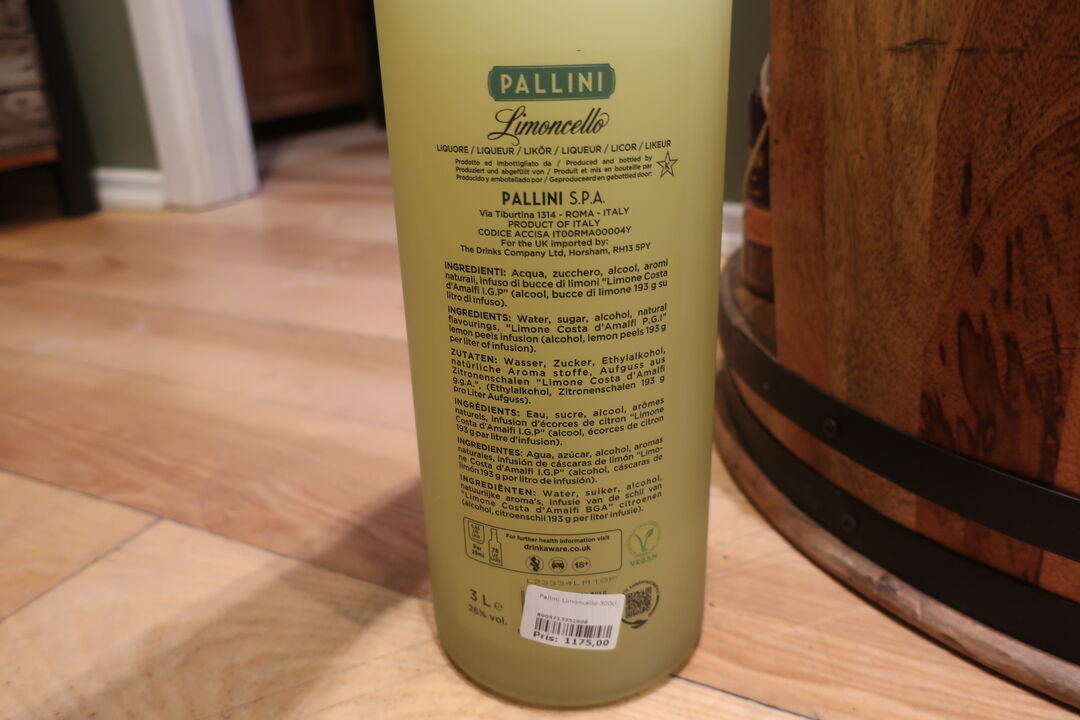 PALLINI
Limoncello
LIQUORE / LIQUEUR / LIKÖR / LIQUEUR / LICOR / LIKEUR
Prodotto ed imbottigliato da / Produced and bottled by
Produziert und abgefüllt von / Produit et mis en bouteille par
Producido y embotellado por / Geproduceerd en gebotteld door:
K
PALLINI S.P.A.
Via Tiburtina 1314 - ROMA - ITALY
PRODUCT OF ITALY
CODICE ACCISA IT00RMA00004Y
For the UK imported by:
The Drinks Company Ltd, Horsham, RH13 5PY
INGREDIENTI: Acqua, zucchero, alcool, aromi
naturali, infuso di bucce di limoni "Limone Costa
d'Amalfi I.G.P" (alcool, bucce di limone 193 g su
litro di infuso).
INGREDIENTS: Water, sugar, alcohol, natural
flavourings, "Limone Costa d'Amalfi P.G.I"
lemon peels infusion (alcohol, lemon peels 193 g
per liter of infusion).
ZUTATEN: Wasser, Zucker, Ethylalkohol,
natürliche Aroma stoffe, Aufguss aus
Zitronenschalen "Limone Costa d'Amalfi
g.g.A.", (Ethylalkohol, Zitronenschalen 193 g
pro Liter Aufguss).
INGRÉDIENTS: Eau, sucre, alcool, arômes
naturels, infusion d'écorces de citron "Limone
Costa d'Amalfi I.G.P" (alcool, écorces de citron
193 g par litre d'infusion).
INGREDIENTES: Agua, azúcar, alcohol, aromas
naturales, infusión de cáscaras de limón "Limo-
ne Costa d'Amalfi I.G.P" (alcohol, cáscaras de
limón 193 g por litro de infusión).
INGREDIËNTEN: Water, suiker, alcohol,
natuurlijke aroma's, infusie van de schil van
"Limone Costa d'Amalfi BGA" citroenen
(alcohol, citroenschil 193 g per liter infusie).
Per
25ml
78
For further health information visit
drinkaware.co.uk
18+
VEGAN
3 L e
26% vol.
Pallini Limoncello 300cl
Pris: 1175,00